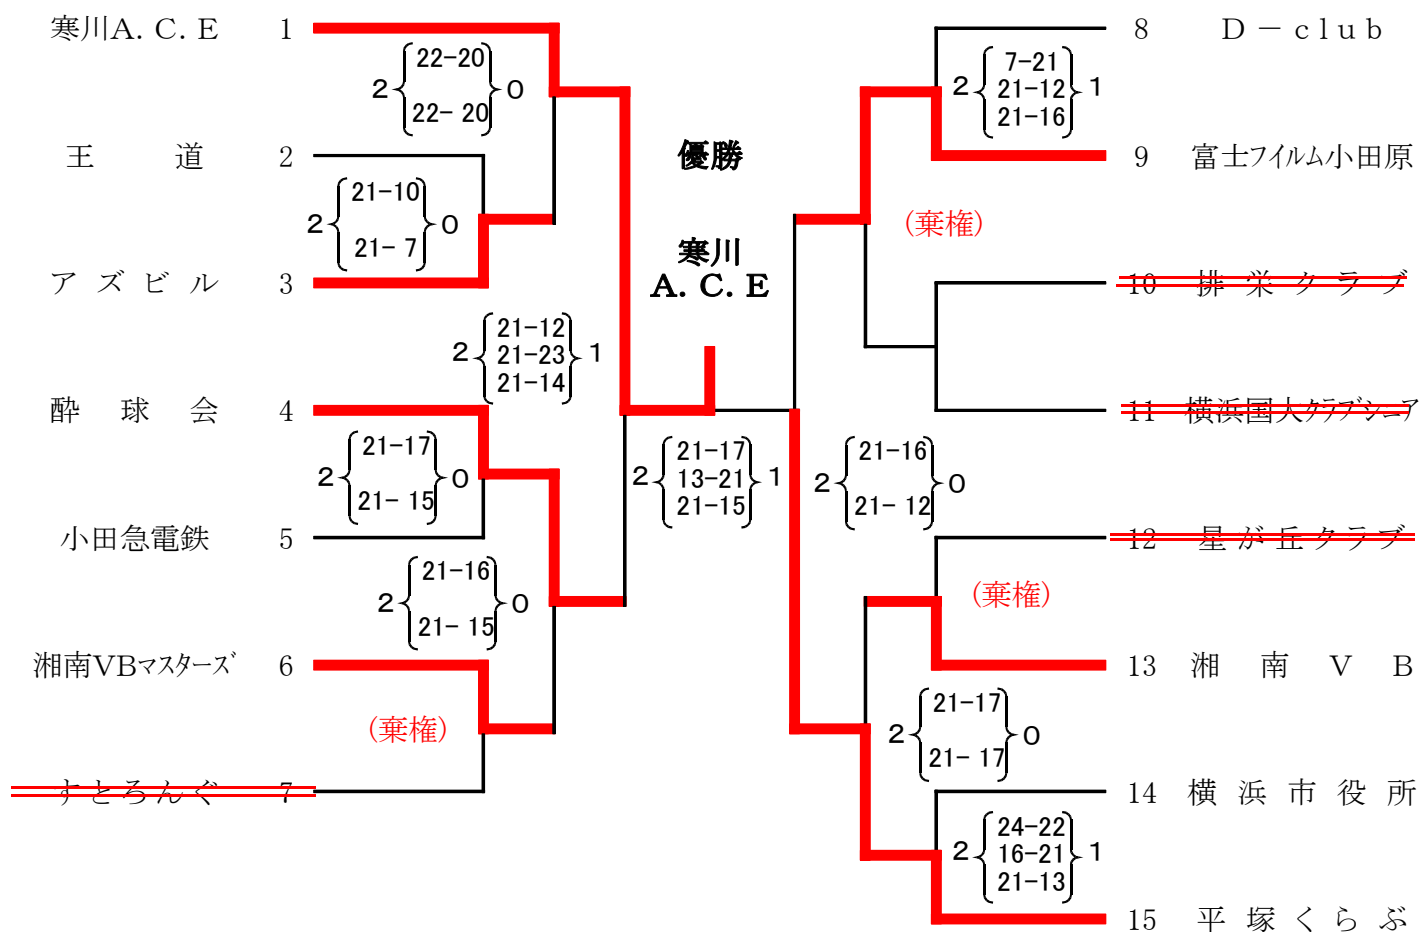 寒川A.C.E 1
2 22-20 22-20 0
王道 2
2 21-10 21-7 0
アズビル 3
2 21-12 21-23 21-14 1
酔球会 4
2 21-17 21-15 0
小田急電鉄 5
2 21-16 21-15 0
湘南VBマスターズ 6
(棄権)
すとろんぐ 7
優勝
寒川
A.C.E
2 21-17 13-21 21-15 1
8 D－club
2 7-21 21-12 21-16 1
9 富士フイルム小田原
(棄権)
10 排栄クラブ
11 横浜国大クラブシニア
2 21-16 21-12 0
12 星が丘クラブ
(棄権)
13 湘南VB
2 21-17 21-17 0
14 横浜市役所
2 24-22 16-21 21-13 1
15 平塚くらぶ